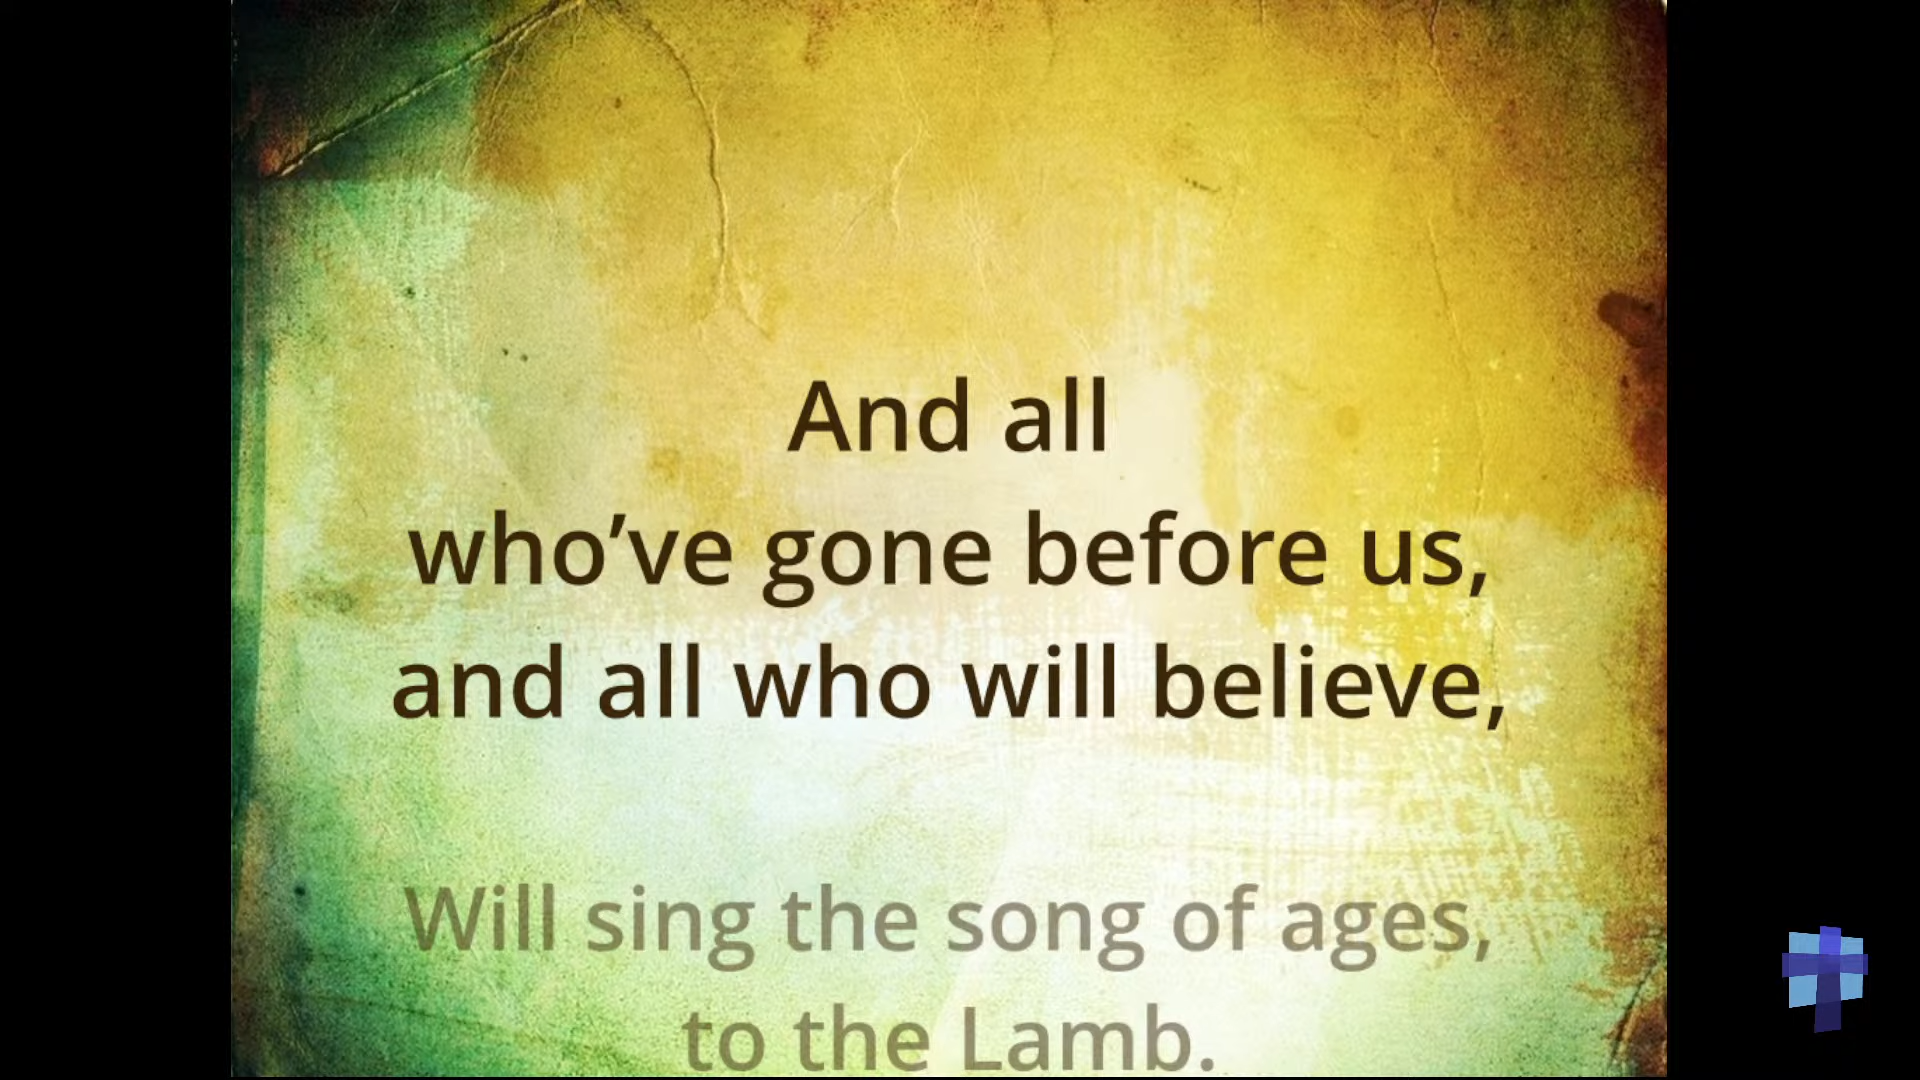 And all
who’ve gone before us,
and all who will believe,
Will sing the song of ages,
to the Lamb.